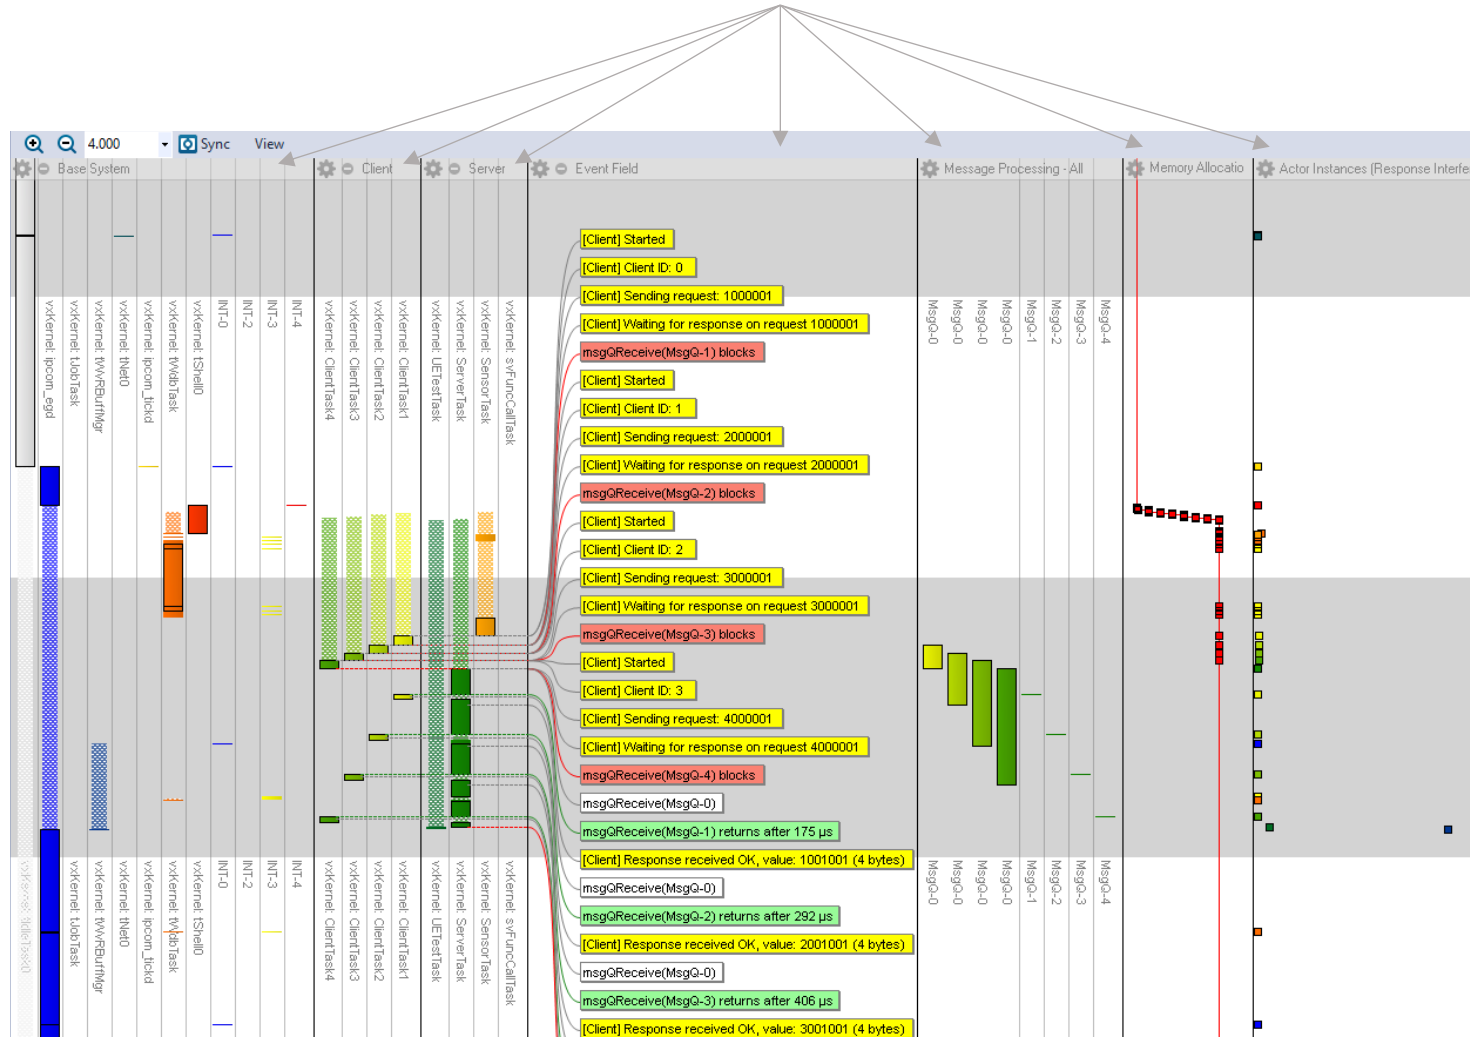 4.000
Sync
View
Base System
Client
Server
Event Field
Message Processing - All
Memory Allocatio
Actor Instances (Response Interfe
vxKernel: ipcom_egd
vxKernel: tJobTask
vxKernel: tWvRBuffMgr
vxKernel: tNet0
vxKernel: ipcom_tickd
vxKernel: tWdbTask
vxKernel: tShell0
INT-0
INT-2
INT-3
INT-4
vxKernel: ClientTask4
vxKernel: ClientTask3
vxKernel: ClientTask2
vxKernel: ClientTask1
vxKernel: UETestTask
vxKernel: ServerTask
vxKernel: SensorTask
vxKernel: svFuncCallTask
[Client] Started
[Client] Client ID: 0
[Client] Sending request: 1000001
[Client] Waiting for response on request 1000001
msgQReceive(MsgQ-1) blocks
[Client] Started
[Client] Client ID: 1
[Client] Sending request: 2000001
[Client] Waiting for response on request 2000001
msgQReceive(MsgQ-2) blocks
[Client] Started
[Client] Client ID: 2
[Client] Sending request: 3000001
[Client] Waiting for response on request 3000001
msgQReceive(MsgQ-3) blocks
[Client] Started
[Client] Client ID: 3
[Client] Sending request: 4000001
[Client] Waiting for response on request 4000001
msgQReceive(MsgQ-4) blocks
msgQReceive(MsgQ-0)
msgQReceive(MsgQ-1) returns after 175 µs
[Client] Response received OK, value: 1001001 (4 bytes)
msgQReceive(MsgQ-0)
msgQReceive(MsgQ-2) returns after 292 µs
[Client] Response received OK, value: 2001001 (4 bytes)
msgQReceive(MsgQ-0)
msgQReceive(MsgQ-3) returns after 406 µs
[Client] Response received OK, value: 3001001 (4 bytes)
MsgQ-0
MsgQ-0
MsgQ-0
MsgQ-0
MsgQ-1
MsgQ-2
MsgQ-3
MsgQ-4
vxKernel: tJobTask
vxKernel: tWvRBuffMgr
vxKernel: tNet0
vxKernel: ipcom_tickd
vxKernel: tWdbTask
vxKernel: tShell0
INT-0
INT-2
INT-3
INT-4
vxKernel: ClientTask4
vxKernel: ClientTask3
vxKernel: ClientTask2
vxKernel: ClientTask1
vxKernel: UETestTask
vxKernel: ServerTask
vxKernel: SensorTask
vxKernel: svFuncCallTask
MsgQ-0
MsgQ-0
MsgQ-0
MsgQ-0
MsgQ-1
MsgQ-2
MsgQ-3
MsgQ-4